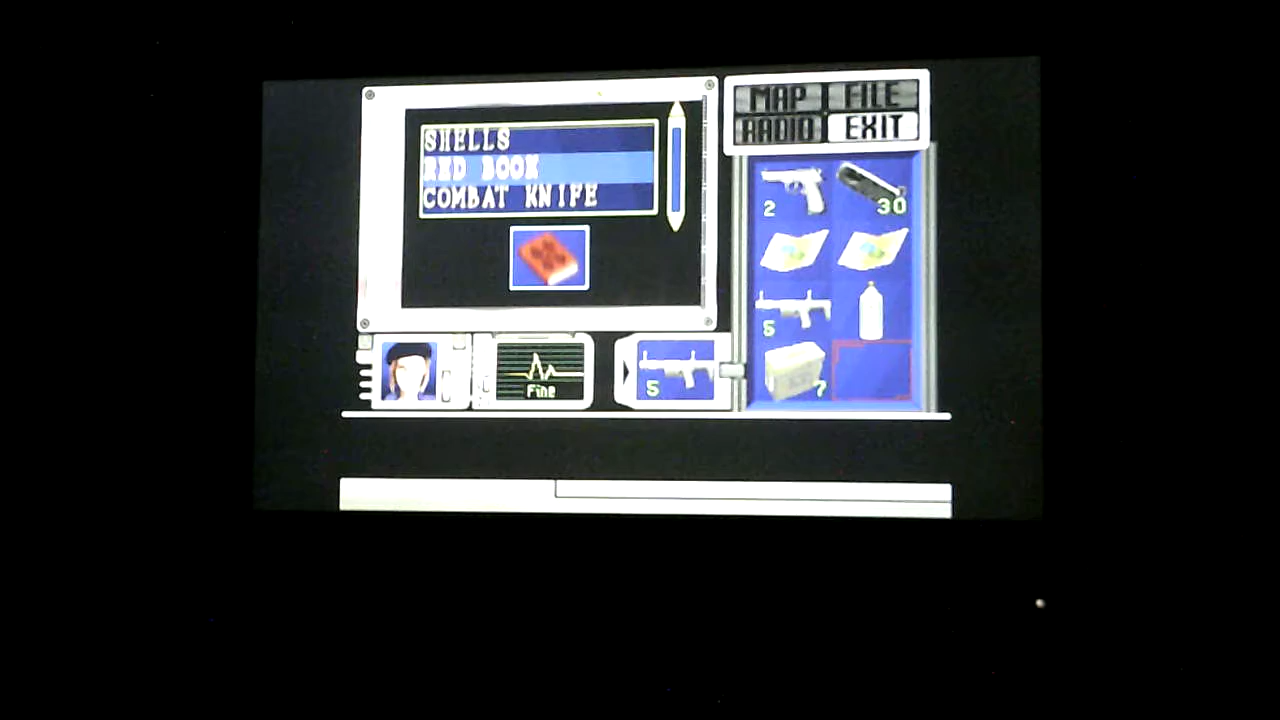 MAP FILE
RADIO EXIT
SHELLS
RED BOOK
COMBAT KNIFE
2
30
5
7
Fine
5